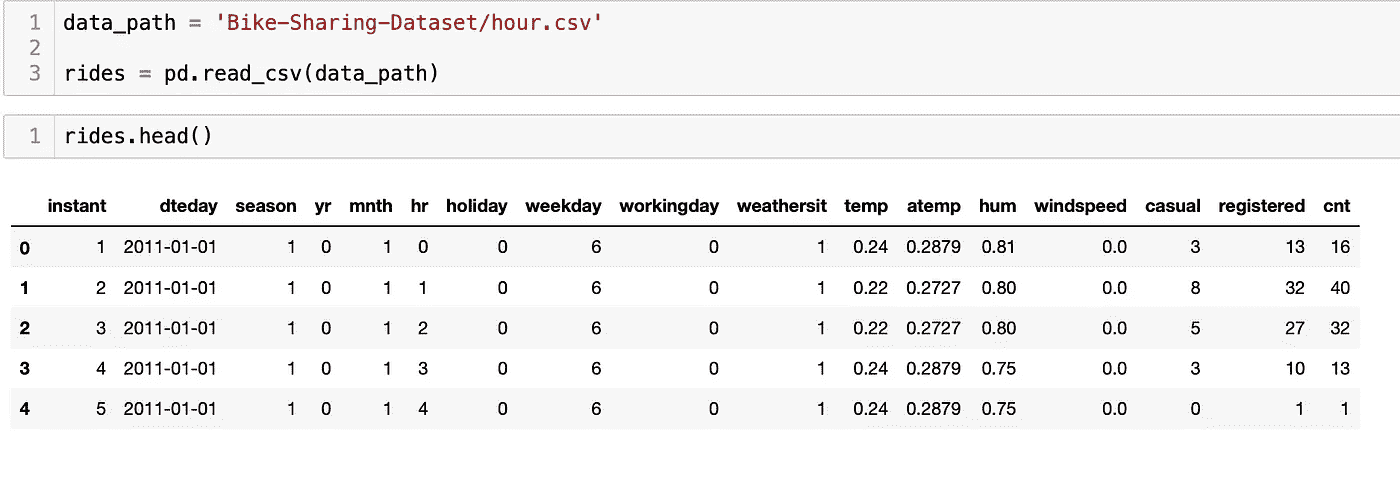 1 data_path = 'Bike-Sharing-Dataset/hour.csv'
2
3 rides = pd.read_csv(data_path)
1 rides.head()
instant dteday season yr mnth hr holiday weekday workingday weathersit temp atemp hum windspeed casual registered cnt
0 1 2011-01-01 1 0 1 0 0 6 0 1 0.24 0.2879 0.81 0.0 3 13 16
1 2 2011-01-01 1 0 1 1 0 6 0 1 0.22 0.2727 0.80 0.0 8 32 40
2 3 2011-01-01 1 0 1 2 0 6 0 1 0.22 0.2727 0.80 0.0 5 27 32
3 4 2011-01-01 1 0 1 3 0 6 0 1 0.24 0.2879 0.75 0.0 3 10 13
4 5 2011-01-01 1 0 1 4 0 6 0 1 0.24 0.2879 0.75 0.0 0 1 1